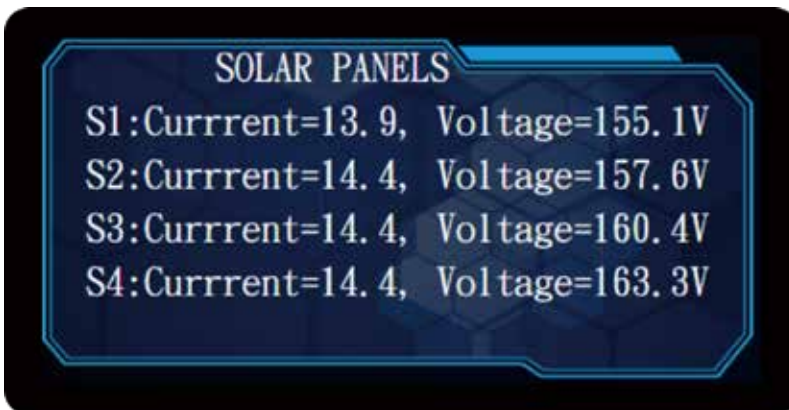 SOLAR PANELS
S1:Currrent=13.9, Voltage=155.1V
S2:Currrent=14.4, Voltage=157.6V
S3:Currrent=14.4, Voltage=160.4V
S4:Currrent=14.4, Voltage=163.3V